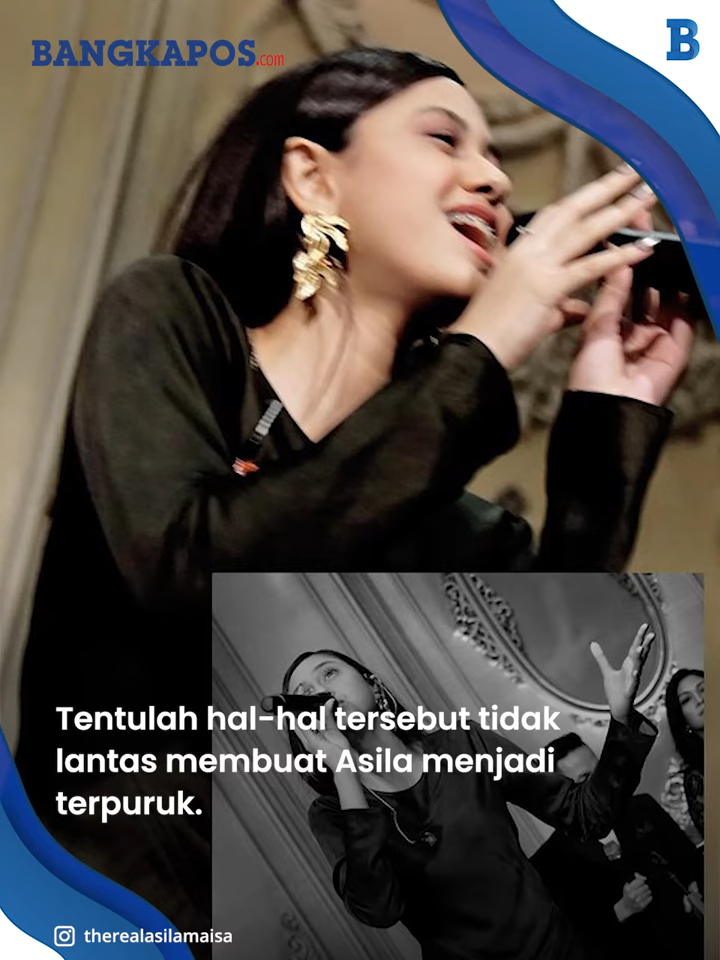 BANGKAPOS.com
B
Tentulah hal-hal tersebut tidak
lantas membuat Asila menjadi
terpuruk.
therealasilamaisa